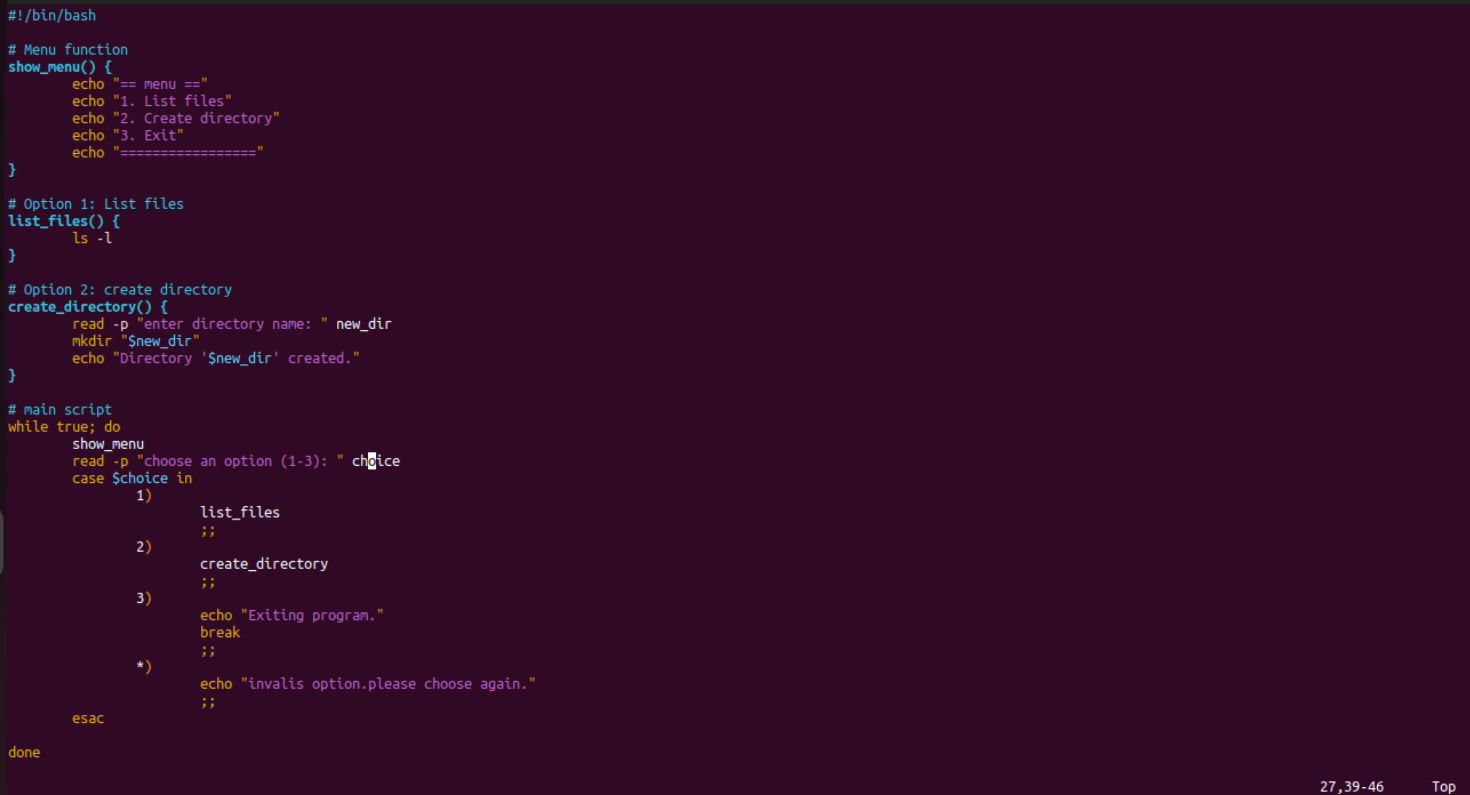 #!/bin/bash

# Menu function
show_menu() {
        echo "== menu =="
        echo "1. List files"
        echo "2. Create directory"
        echo "3. Exit"
        echo "================="
}

# Option 1: List files
list_files() {
        ls -l
}

# Option 2: create directory
create_directory() {
        read -p "enter directory name: " new_dir
        mkdir "$new_dir"
        echo "Directory '$new_dir' created."
}

# main script
while true; do
        show_menu
        read -p "choose an option (1-3): " choice
        case $choice in
                1)
                        list_files
                        ;;
                2)
                        create_directory
                        ;;
                3)
                        echo "Exiting program."
                        break
                        ;;
                *)
                        echo "invalis option.please choose again."
                        ;;
        esac

done
27,39-46 Top